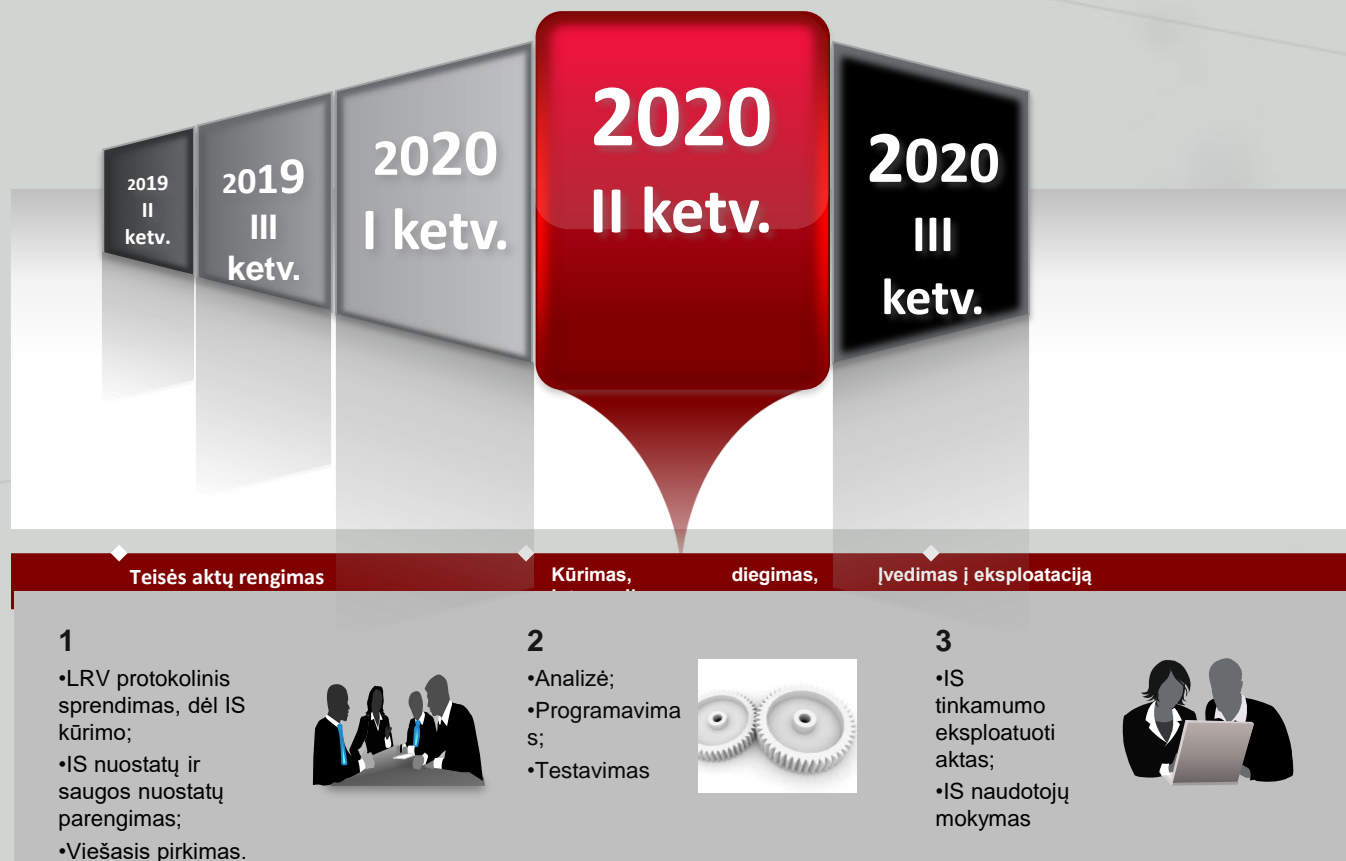 2019
II
ketv.
2019
III
ketv.
2020
I ketv.
2020
II ketv.
2020
III
ketv.
Teisės aktų rengimas
Kūrimas, diegimas,
Įvedimas į eksploataciją
1
•LRV protokolinis
sprendimas, dėl IS
kūrimo;
•IS nuostatų ir
saugos nuostatų
parengimas;
•Viešasis pirkimas.
2
•Analizė;
•Programavima
s;
•Testavimas
3
•IS
tinkamumo
eksploatuoti
aktas;
•IS naudotojų
mokymas